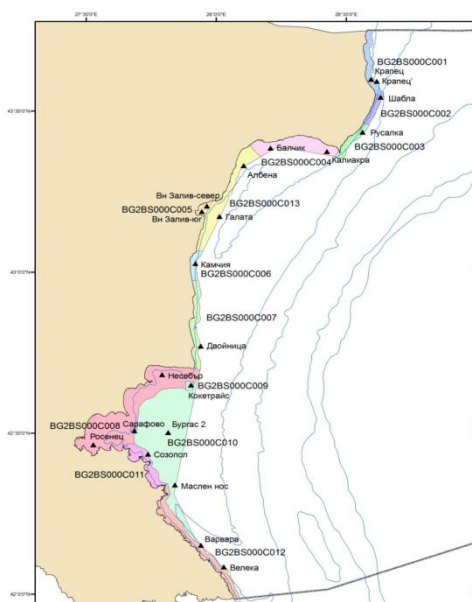 27°30'0"E
28°0'0"E
28°30'0"E
BG2BS000C001
Крапец
Крапец'
43°30'0"N
Шабла
BG2BS000C002
Русалка
BG2BS000C003
Балчик
Калиакра
BG2BS000C004
Албена
Вн Залив-север
BG2BS000C013
BG2BS000C005
Вн Залив-юг
Галата
43°0'0"N
Камчия
BG2BS000C006
BG2BS000C007
Двойница
Несебър
BG2BS000C009
Кокетрайс
BG2BS000C008
Сарафово
Бургас 2
42°30'0"N
Росенец
BG2BS000C010
Созопол
BG2BS000C011
Маслен нос
Варвара
BG2BS000C012
Велека
42°0'0"N